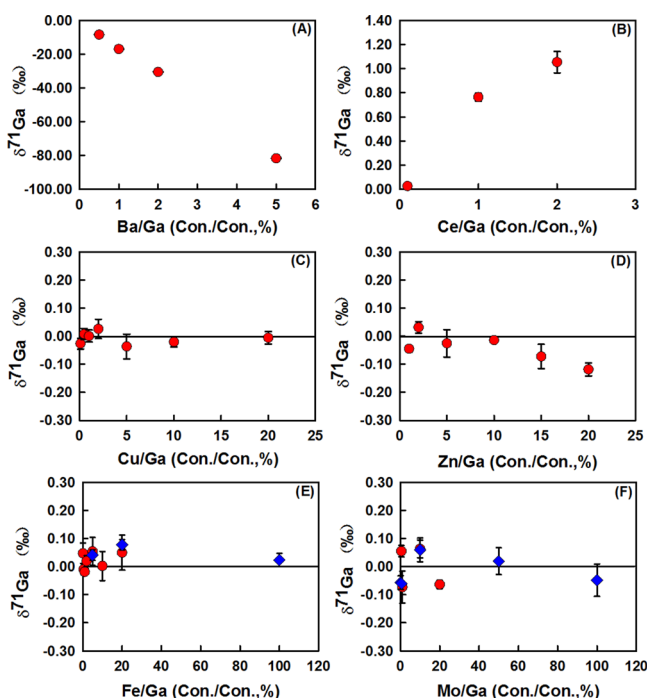 (A)
0.00
-20.00
-40.00
-60.00
-80.00
-100.00
δ71Ga (‰)
0 1 2 3 4 5 6
Ba/Ga (Con./Con.,%)
(B)
1.40
1.20
1.00
0.80
0.60
0.40
0.20
0.00
δ71Ga (‰)
0 1 2 3
Ce/Ga (Con./Con.,%)
(C)
0.30
0.20
0.10
0.00
-0.10
-0.20
-0.30
δ71Ga (‰)
0 5 10 15 20 25
Cu/Ga (Con./Con.,%)
(D)
0.30
0.20
0.10
0.00
-0.10
-0.20
-0.30
δ71Ga (‰)
0 5 10 15 20 25
Zn/Ga (Con./Con.,%)
(E)
0.30
0.20
0.10
0.00
-0.10
-0.20
-0.30
δ71Ga (‰)
0 20 40 60 80 100 120
Fe/Ga (Con./Con.,%)
(F)
0.30
0.20
0.10
0.00
-0.10
-0.20
-0.30
δ71Ga (‰)
0 20 40 60 80 100 120
Mo/Ga (Con./Con.,%)